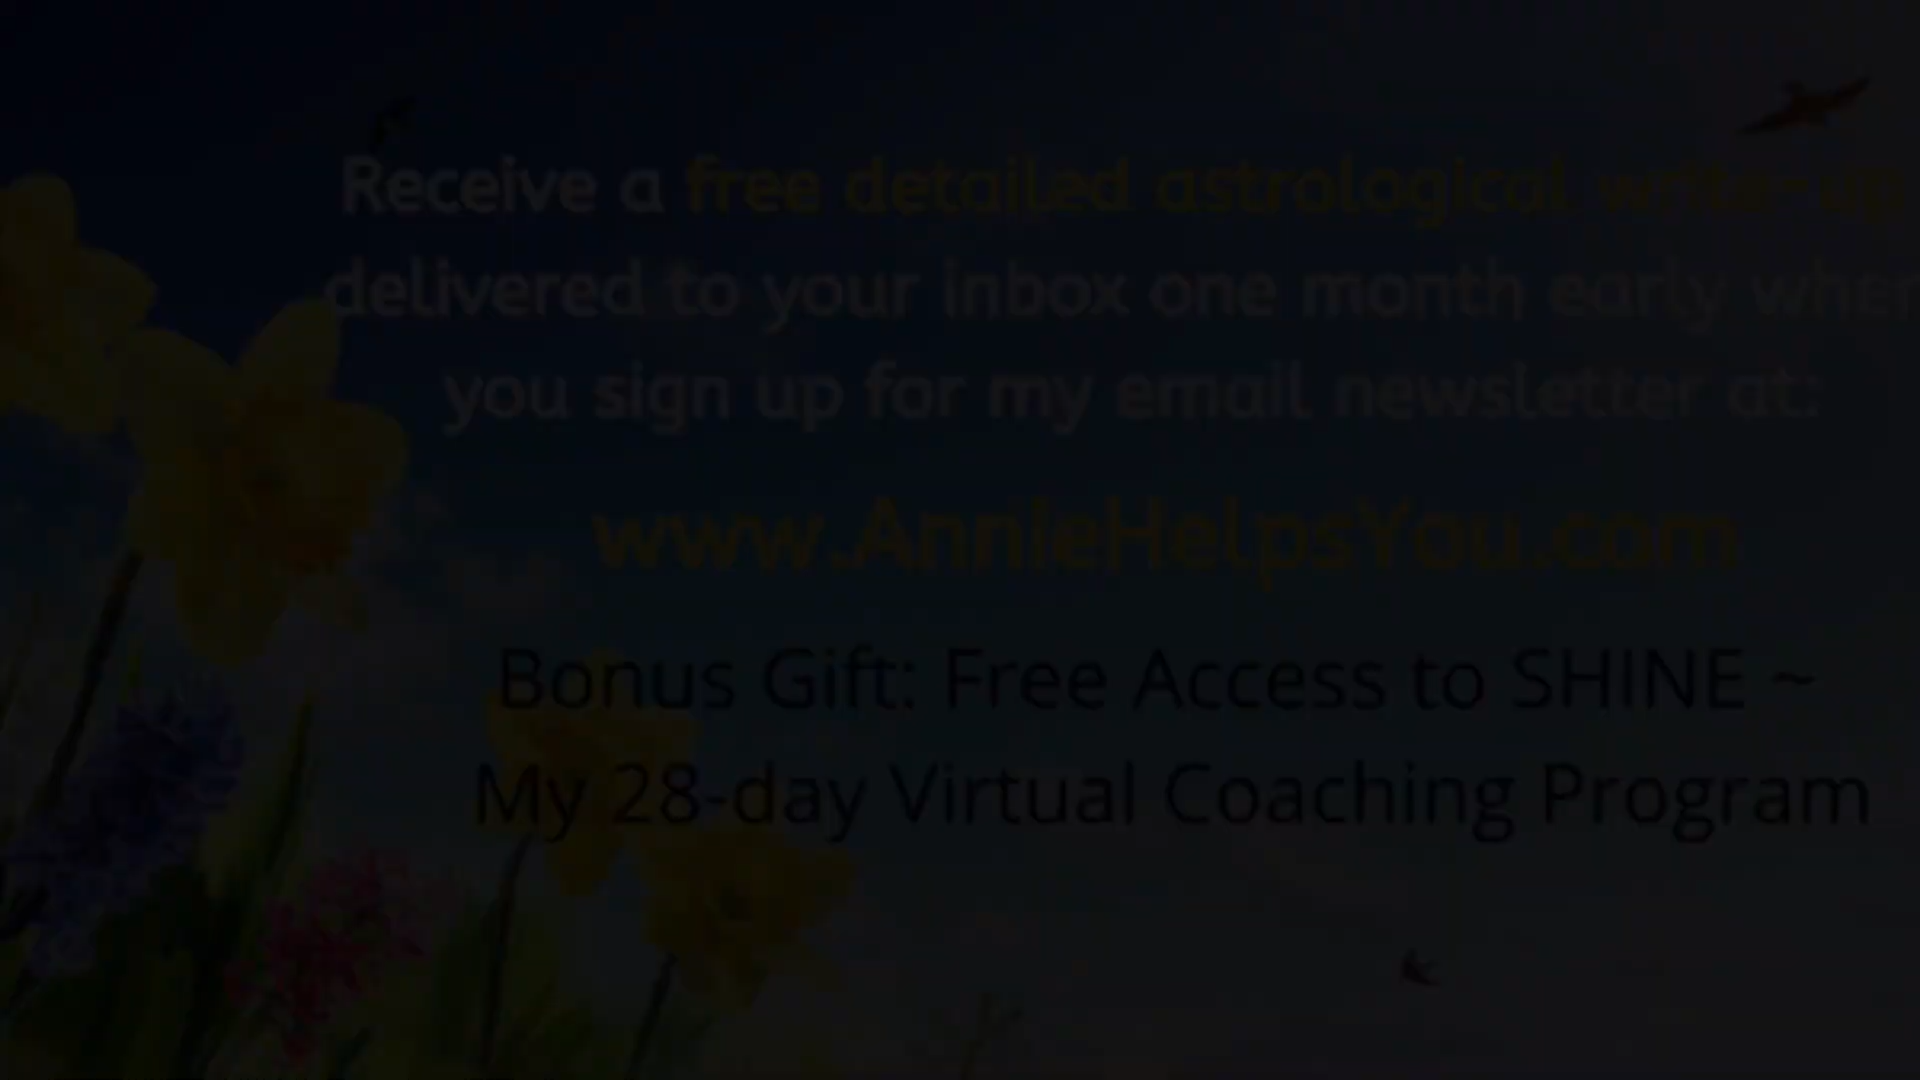 Receive a free detailed astrological write-up
delivered to your inbox one month early when
you sign up for my email newsletter at:
www.AnnieHelpsYou.com
Bonus Gift: Free Access to SHINE ~
My 28-day Virtual Coaching Program